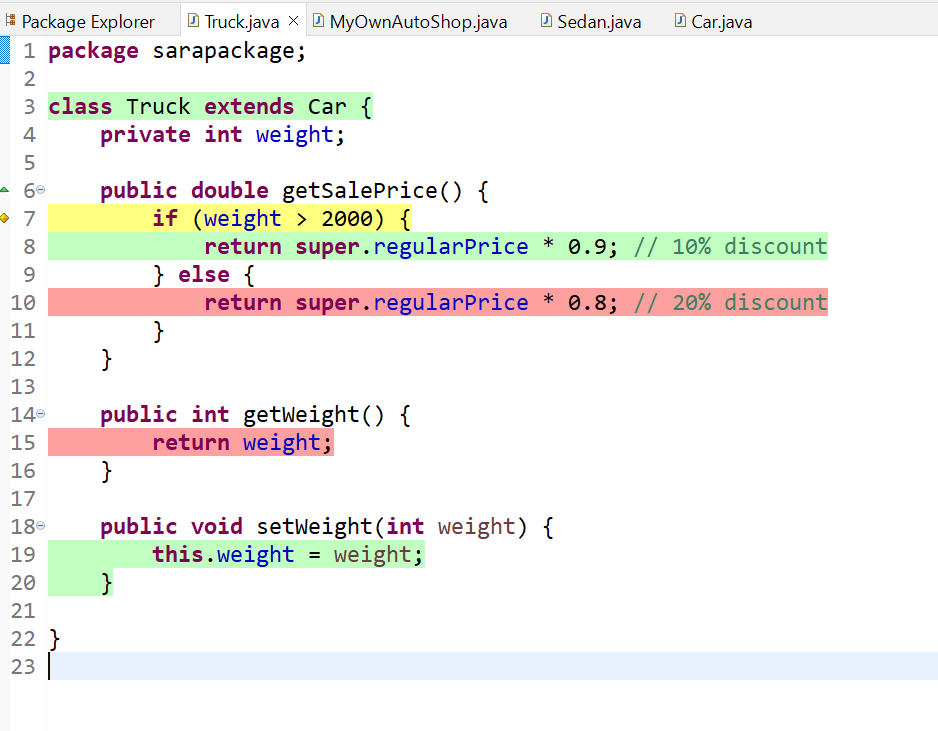 Package Explorer Truck.java MyOwnAutoShop.java Sedan.java Car.java
1 package sarapackage;
2
3 class Truck extends Car {
4     private int weight;
5
6     public double getSalePrice() {
7         if (weight > 2000) {
8             return super.regularPrice * 0.9; // 10% discount
9         } else {
10             return super.regularPrice * 0.8; // 20% discount
11         }
12     }
13
14     public int getWeight() {
15         return weight;
16     }
17
18     public void setWeight(int weight) {
19         this.weight = weight;
20     }
21
22 }
23